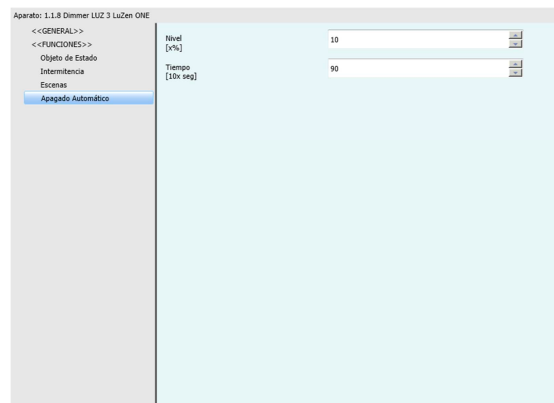 Aparato: 1.1.8 Dimmer LUZ 3 LuZen ONE
<<GENERAL>>
<<FUNCIONES>>
Objeto de Estado
Intermitencia
Escenas
Apagado Automático
Nivel
[x%]
10
Tiempo
[10x seg]
90